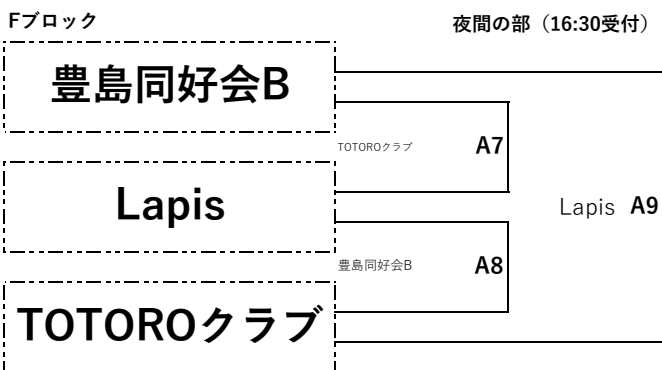 Fブロック
夜間の部（16:30受付）
豊島同好会B
TOTOROクラブ A7
Lapis
Lapis A9
豊島同好会B A8
TOTOROクラブ